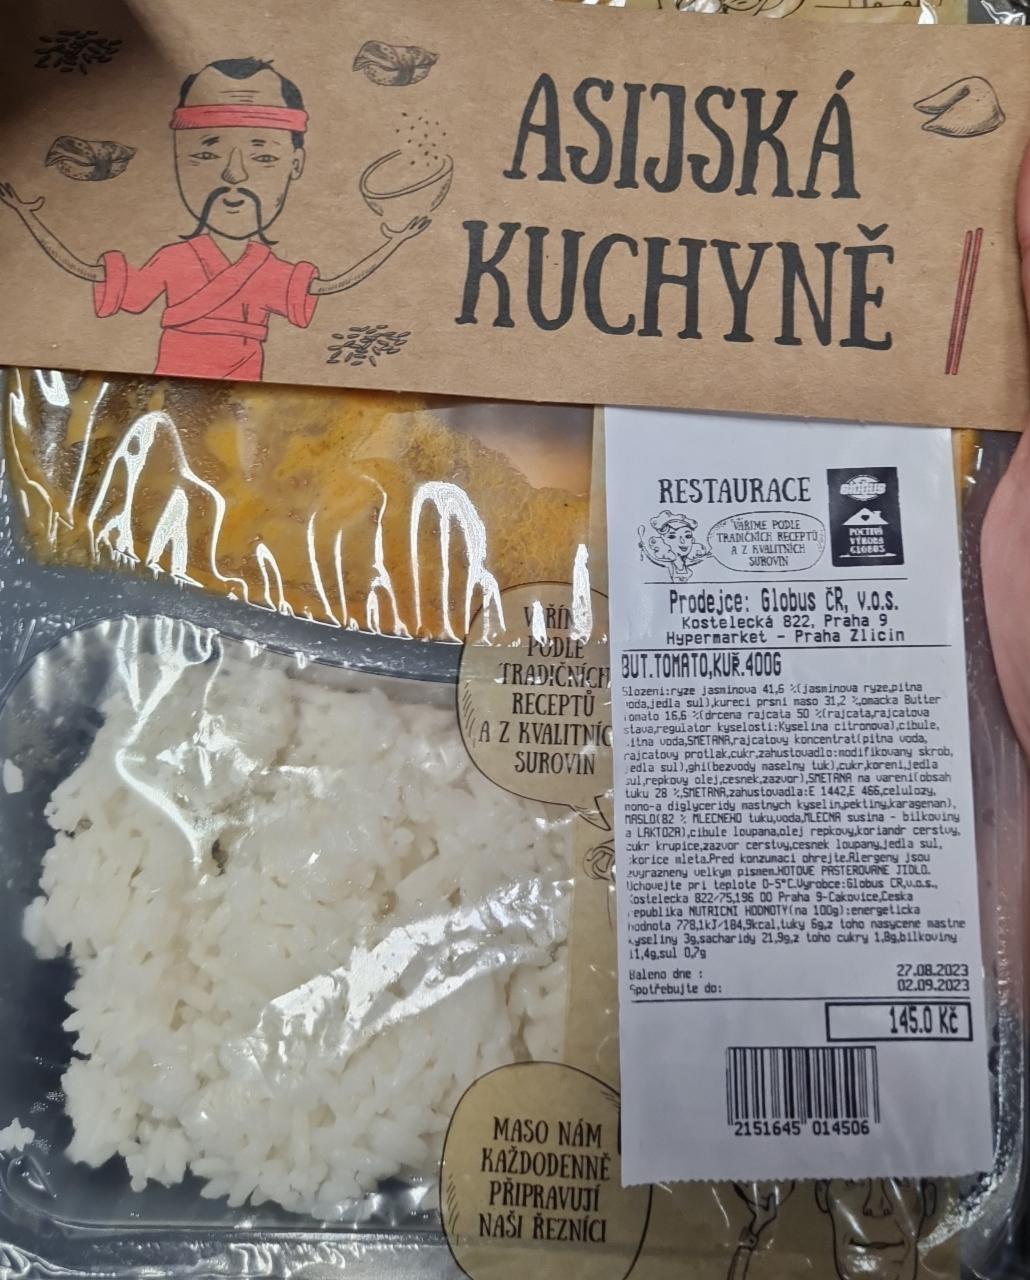 ASIJSKÁ
KUCHYNĚ
RESTAURACE
VAŘÍME PODLE
TRADIČNÍCH RECEPTŮ
A Z KVALITNÍCH
SUROVIN
GLOBUS
POCTIVÁ
VÝROBA
GLOBUS
Prodejce: Globus ČR, v.o.s.
Kostelecká 822, Praha 9
Hypermarket - Praha Zlicin
BUT.TOMATO,KUŘ.400G
Slozeni:ryze jasminova 41,6 %(jasminova ryze,pitna
voda,jedla sul),kureci prsni maso 31,2 %,omacka Butter
tomato 16,6 %(drcena rajcata 50 %(rajcata,rajcatova
stava,regulator kyselosti:Kyselina citronova),cibule,
itna voda,SMETANA,rajcatovy koncentrat(pitna voda,
rajcatovy protlak,cukr,zahustovadlo:modifikovany skrob,
jedla sul),ghi(bezvody maselny tuk),cukr,koreni,jedla
sul,repkovy olej,cesnek,zazvor),SMETANA na vareni(obsah
tuku 28 %,SMETANA,zahustovadla:E 1442,E 466,celulozy,
mono-a diglyceridy mastnych kyselin,pektiny,karagenan),
MASLO(82 % MLECNEHO tuku,voda,MLECNA susina - bilkoviny
a LAKTOZA),cibule loupana,olej repkovy,koriandr cerstvy,
cukr krupice,zazvor cerstvy,cesnek loupany,jedla sul,
skorice mleta.Pred konzumaci ohrejte.Alergeny jsou
zvyrazneny velkym pismem.HOTOVE PASTEROVANE JIDLO.
Uchovejte pri teplote 0-5°C.Vyrobce:Globus CR,v.o.s.,
Kostelecka 822/75,196 00 Praha 9-Cakovice,Ceska
republika NUTRICNI HODNOTY(na 100g):energeticka
hodnota 778,1kJ/184,9kcal,tuky 6g,z toho nasycene mastne
kyseliny 3g,sacharidy 21,9g,z toho cukry 1,8g,bilkoviny
11,4g,sul 0,7g
Baleno dne : 27.08.2023
Spotřebujte do: 02.09.2023
145.0 Kč
2151645 014506
VAŘÍM
PODLE
TRADIČNÍCH
RECEPTŮ
A Z KVALITNÍC
SUROVIN
MASO NÁM
KAŽDODENNĚ
PŘIPRAVUJÍ
NAŠI ŘEZNÍCI